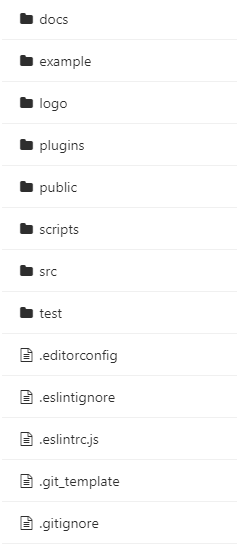 docs
example
logo
plugins
public
scripts
src
test
.editorconfig
.eslintignore
.eslintrc.js
.git_template
.gitignore